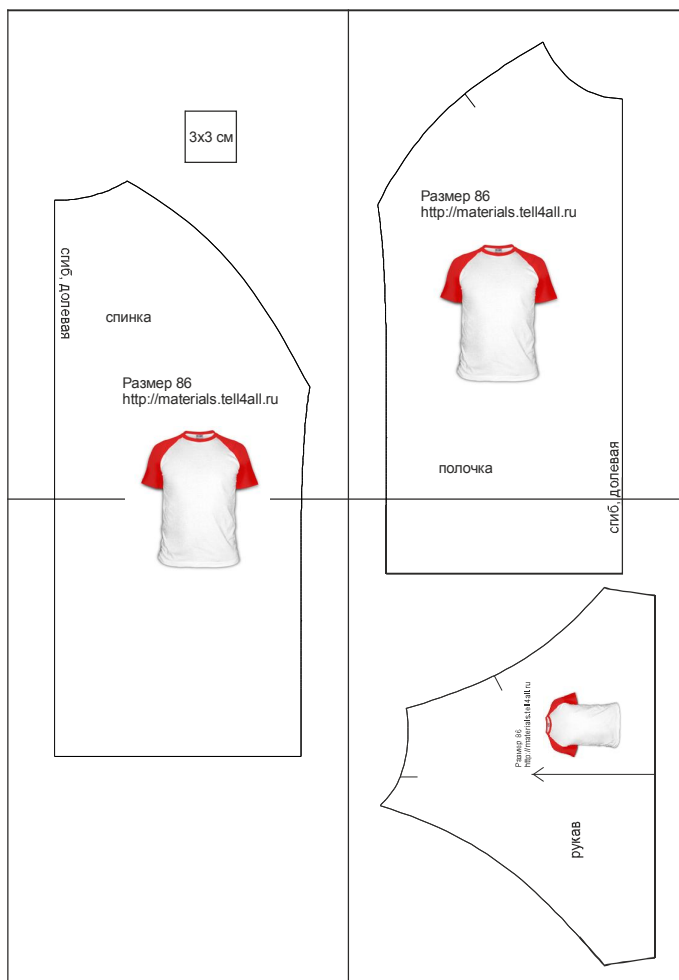 3х3 см
сгиб, долевая
спинка
Размер 86
http://materials.tell4all.ru
Размер 86
http://materials.tell4all.ru
полочка
сгиб, долевая
Размер 86
http://materials.tell4all.ru
рукав